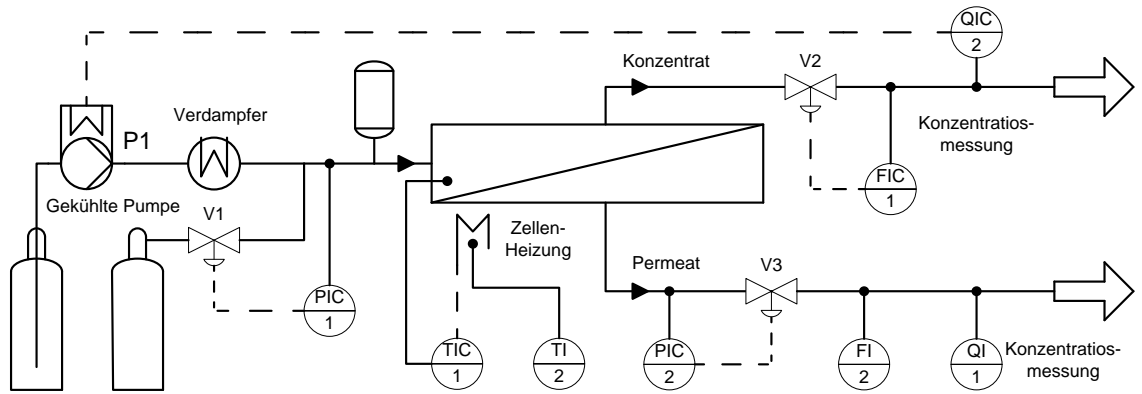 QIC
2
Konzentrat
V2
P1
Verdampfer
Konzentratios-
messung
FIC
1
Gekühlte Pumpe
V1
Zellen-
Heizung
Permeat
V3
PIC
1
TIC
1
TI
2
PIC
2
FI
2
QI
1
Konzentratios-
messung